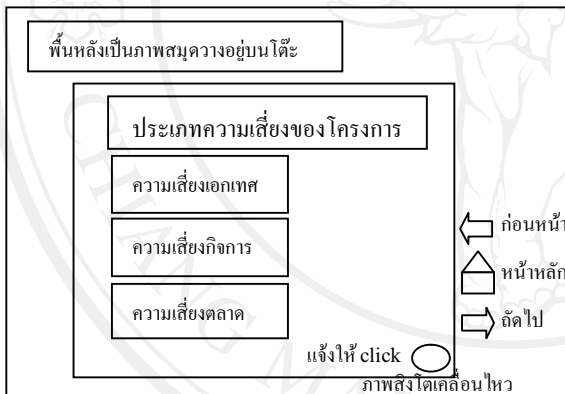 พื้นหลังเป็นภาพสมุดวางอยู่บนโต๊ะ
ประเภทความเสี่ยงของโครงการ
ความเสี่ยงเอกเทศ
ความเสี่ยงกิจการ
ความเสี่ยงตลาด
ก่อนหน้า
หน้าหลัก
ถัดไป
แจ้งให้ click
ภาพสิงโตเคลื่อนไหว
CHIANG M